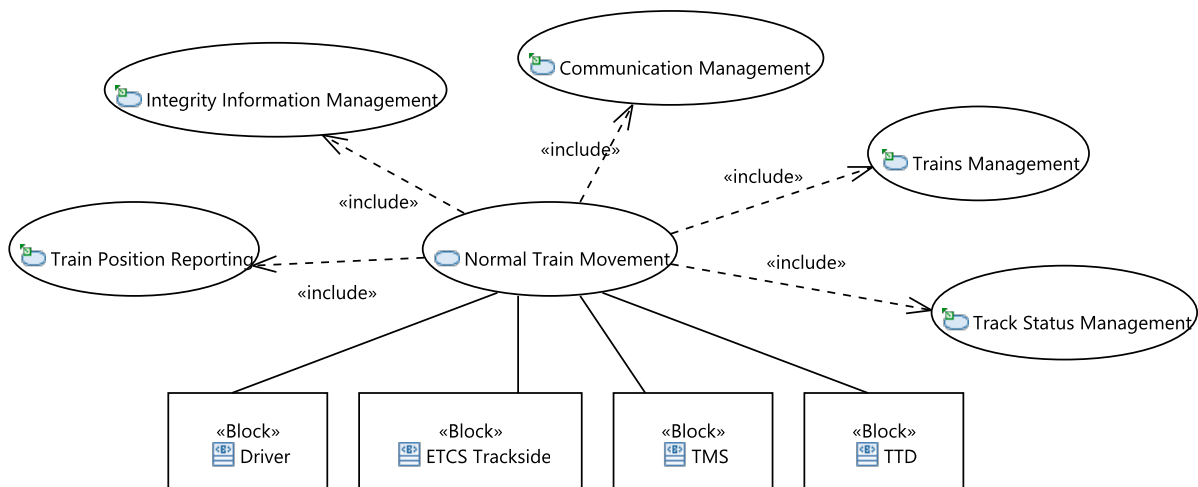 Communication Management
Integrity Information Management
«include»
Trains Management
«include»
«include»
Train Position Reporting
Normal Train Movement
«include»
«include»
Track Status Management
«Block»
Driver
«Block»
ETCS Trackside
«Block»
TMS
«Block»
TTD